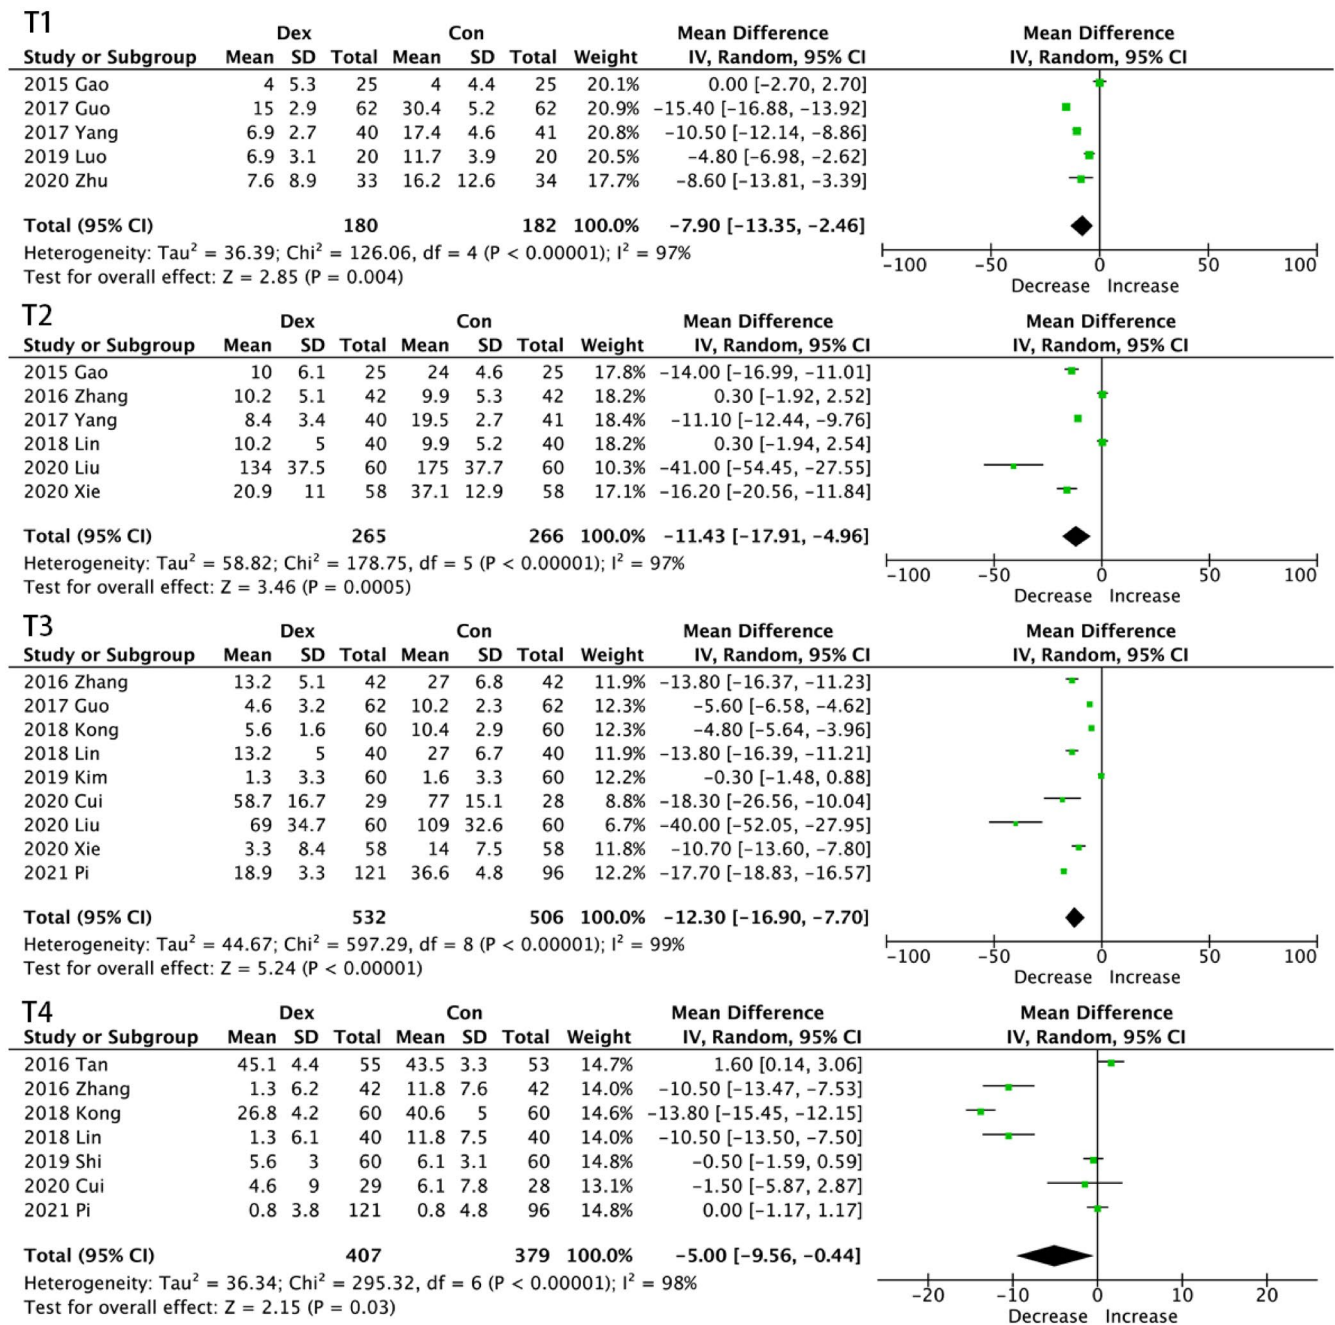 T1
Dex Con Mean Difference Mean Difference
Study or Subgroup Mean SD Total Mean SD Total Weight IV, Random, 95% CI IV, Random, 95% CI
2015 Gao 4 5.3 25 4 4.4 25 20.1% 0.00 [-2.70, 2.70]
2017 Guo 15 2.9 62 30.4 5.2 62 20.9% -15.40 [-16.88, -13.92]
2017 Yang 6.9 2.7 40 17.4 4.6 41 20.8% -10.50 [-12.14, -8.86]
2019 Luo 6.9 3.1 20 11.7 3.9 20 20.5% -4.80 [-6.98, -2.62]
2020 Zhu 7.6 8.9 33 16.2 12.6 34 17.7% -8.60 [-13.81, -3.39]
Total (95% CI) 180 182 100.0% -7.90 [-13.35, -2.46]
Heterogeneity: Tau² = 36.39; Chi² = 126.06, df = 4 (P < 0.00001); I² = 97%
Test for overall effect: Z = 2.85 (P = 0.004)
-100 -50 0 50 100
Decrease Increase
T2
Dex Con Mean Difference Mean Difference
Study or Subgroup Mean SD Total Mean SD Total Weight IV, Random, 95% CI IV, Random, 95% CI
2015 Gao 10 6.1 25 24 4.6 25 17.8% -14.00 [-16.99, -11.01]
2016 Zhang 10.2 5.1 42 9.9 5.3 42 18.2% 0.30 [-1.92, 2.52]
2017 Yang 8.4 3.4 40 19.5 2.7 41 18.4% -11.10 [-12.44, -9.76]
2018 Lin 10.2 5 40 9.9 5.2 40 18.2% 0.30 [-1.94, 2.54]
2020 Liu 134 37.5 60 175 37.7 60 10.3% -41.00 [-54.45, -27.55]
2020 Xie 20.9 11 58 37.1 12.9 58 17.1% -16.20 [-20.56, -11.84]
Total (95% CI) 265 266 100.0% -11.43 [-17.91, -4.96]
Heterogeneity: Tau² = 58.82; Chi² = 178.75, df = 5 (P < 0.00001); I² = 97%
Test for overall effect: Z = 3.46 (P = 0.0005)
-100 -50 0 50 100
Decrease Increase
T3
Dex Con Mean Difference Mean Difference
Study or Subgroup Mean SD Total Mean SD Total Weight IV, Random, 95% CI IV, Random, 95% CI
2016 Zhang 13.2 5.1 42 27 6.8 42 11.9% -13.80 [-16.37, -11.23]
2017 Guo 4.6 3.2 62 10.2 2.3 62 12.3% -5.60 [-6.58, -4.62]
2018 Kong 5.6 1.6 60 10.4 2.9 60 12.3% -4.80 [-5.64, -3.96]
2018 Lin 13.2 5 40 27 6.7 40 11.9% -13.80 [-16.39, -11.21]
2019 Kim 1.3 3.3 60 1.6 3.3 60 12.2% -0.30 [-1.48, 0.88]
2020 Cui 58.7 16.7 29 77 15.1 28 8.8% -18.30 [-26.56, -10.04]
2020 Liu 69 34.7 60 109 32.6 60 6.7% -40.00 [-52.05, -27.95]
2020 Xie 3.3 8.4 58 14 7.5 58 11.8% -10.70 [-13.60, -7.80]
2021 Pi 18.9 3.3 121 36.6 4.8 96 12.2% -17.70 [-18.83, -16.57]
Total (95% CI) 532 506 100.0% -12.30 [-16.90, -7.70]
Heterogeneity: Tau² = 44.67; Chi² = 597.29, df = 8 (P < 0.00001); I² = 99%
Test for overall effect: Z = 5.24 (P < 0.00001)
-100 -50 0 50 100
Decrease Increase
T4
Dex Con Mean Difference Mean Difference
Study or Subgroup Mean SD Total Mean SD Total Weight IV, Random, 95% CI IV, Random, 95% CI
2016 Tan 45.1 4.4 55 43.5 3.3 53 14.7% 1.60 [0.14, 3.06]
2016 Zhang 1.3 6.2 42 11.8 7.6 42 14.0% -10.50 [-13.47, -7.53]
2018 Kong 26.8 4.2 60 40.6 5 60 14.6% -13.80 [-15.45, -12.15]
2018 Lin 1.3 6.1 40 11.8 7.5 40 14.0% -10.50 [-13.50, -7.50]
2019 Shi 5.6 3 60 6.1 3.1 60 14.8% -0.50 [-1.59, 0.59]
2020 Cui 4.6 9 29 6.1 7.8 28 13.1% -1.50 [-5.87, 2.87]
2021 Pi 0.8 3.8 121 0.8 4.8 96 14.8% 0.00 [-1.17, 1.17]
Total (95% CI) 407 379 100.0% -5.00 [-9.56, -0.44]
Heterogeneity: Tau² = 36.34; Chi² = 295.32, df = 6 (P < 0.00001); I² = 98%
Test for overall effect: Z = 2.15 (P = 0.03)
-20 -10 0 10 20
Decrease Increase